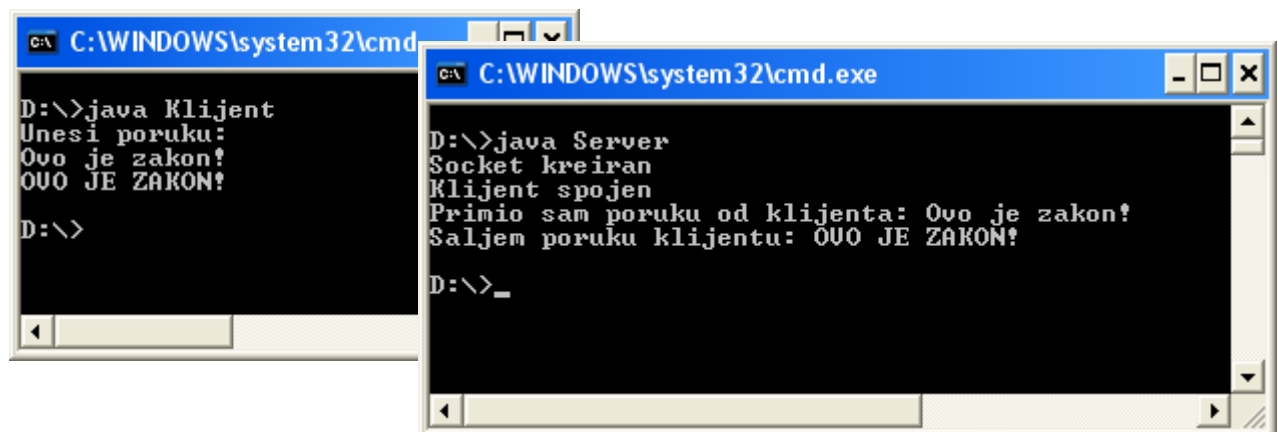 C:\WINDOWS\system32\cmd
D:\>java Klijent
Unesi poruku:
Ovo je zakon!
OVO JE ZAKON!
D:\>
C:\WINDOWS\system32\cmd.exe
D:\>java Server
Socket kreiran
Klijent spojen
Primio sam poruku od klijenta: Ovo je zakon!
Saljem poruku klijentu: OVO JE ZAKON!
D:\>_